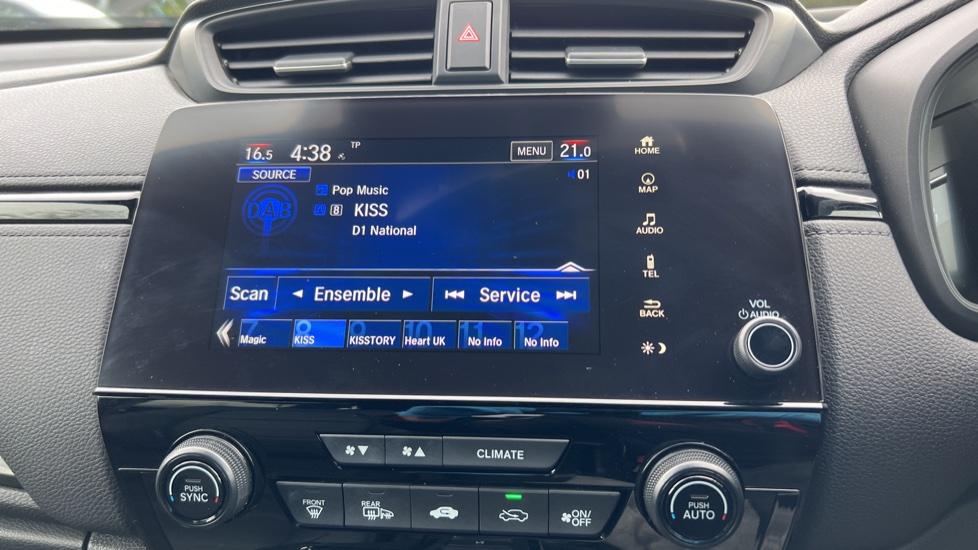 16.5 4:38 TP MENU 21.0
SOURCE 01
DAB
Pop Music
8 KISS
D1 National
Scan Ensemble Service
7 8 9 10 11 12
Magic KISS KISSTORY Heart UK No Info No Info
HOME
MAP
AUDIO
TEL
BACK
VOL
AUDIO
CLIMATE
PUSH
SYNC
FRONT
REAR
ON/
OFF
PUSH
AUTO